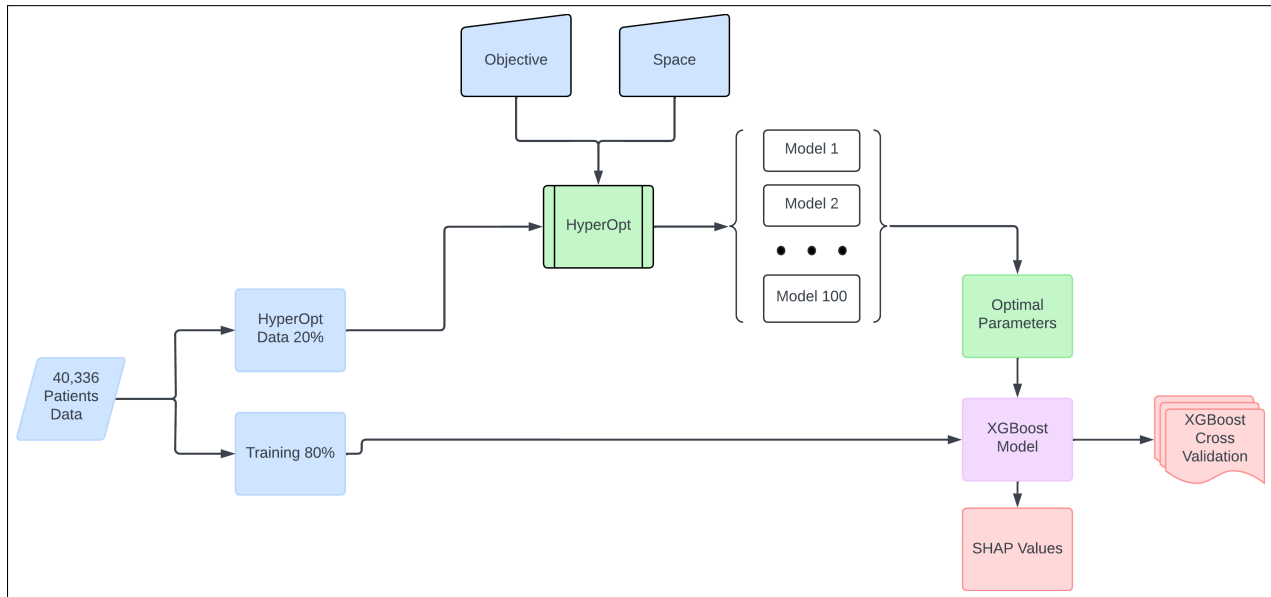 Objective
Space
Model 1
Model 2
HyperOpt
Model 100
HyperOpt
Data 20%
Optimal
Parameters
40,336
Patients
Data
Training 80%
XGBoost
Model
XGBoost
Cross
Validation
SHAP Values